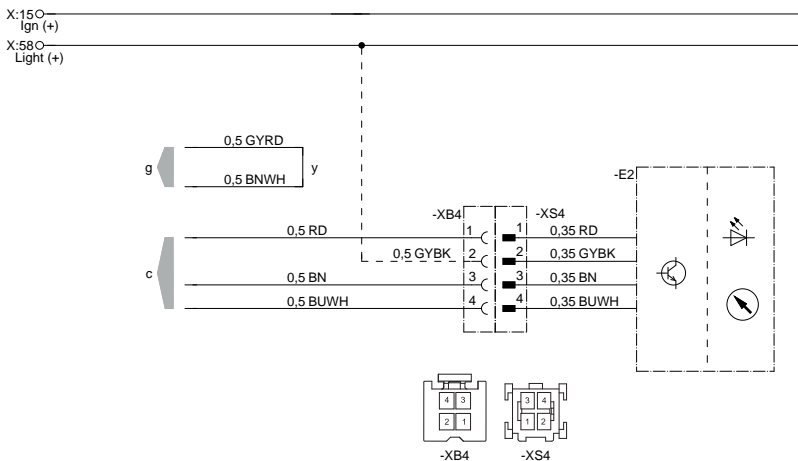 X:15
Ign (+)
X:58
Light (+)
0,5 GYRD
g
y
0,5 BNWH
-E2
-XB4
-XS4
0,5 RD
1
1
0,35 RD
0,5 GYBK
2
2
0,35 GYBK
c
0,5 BN
3
3
0,35 BN
0,5 BUWH
4
4
0,35 BUWH
4 3
3 4
2 1
1 2
-XB4
-XS4